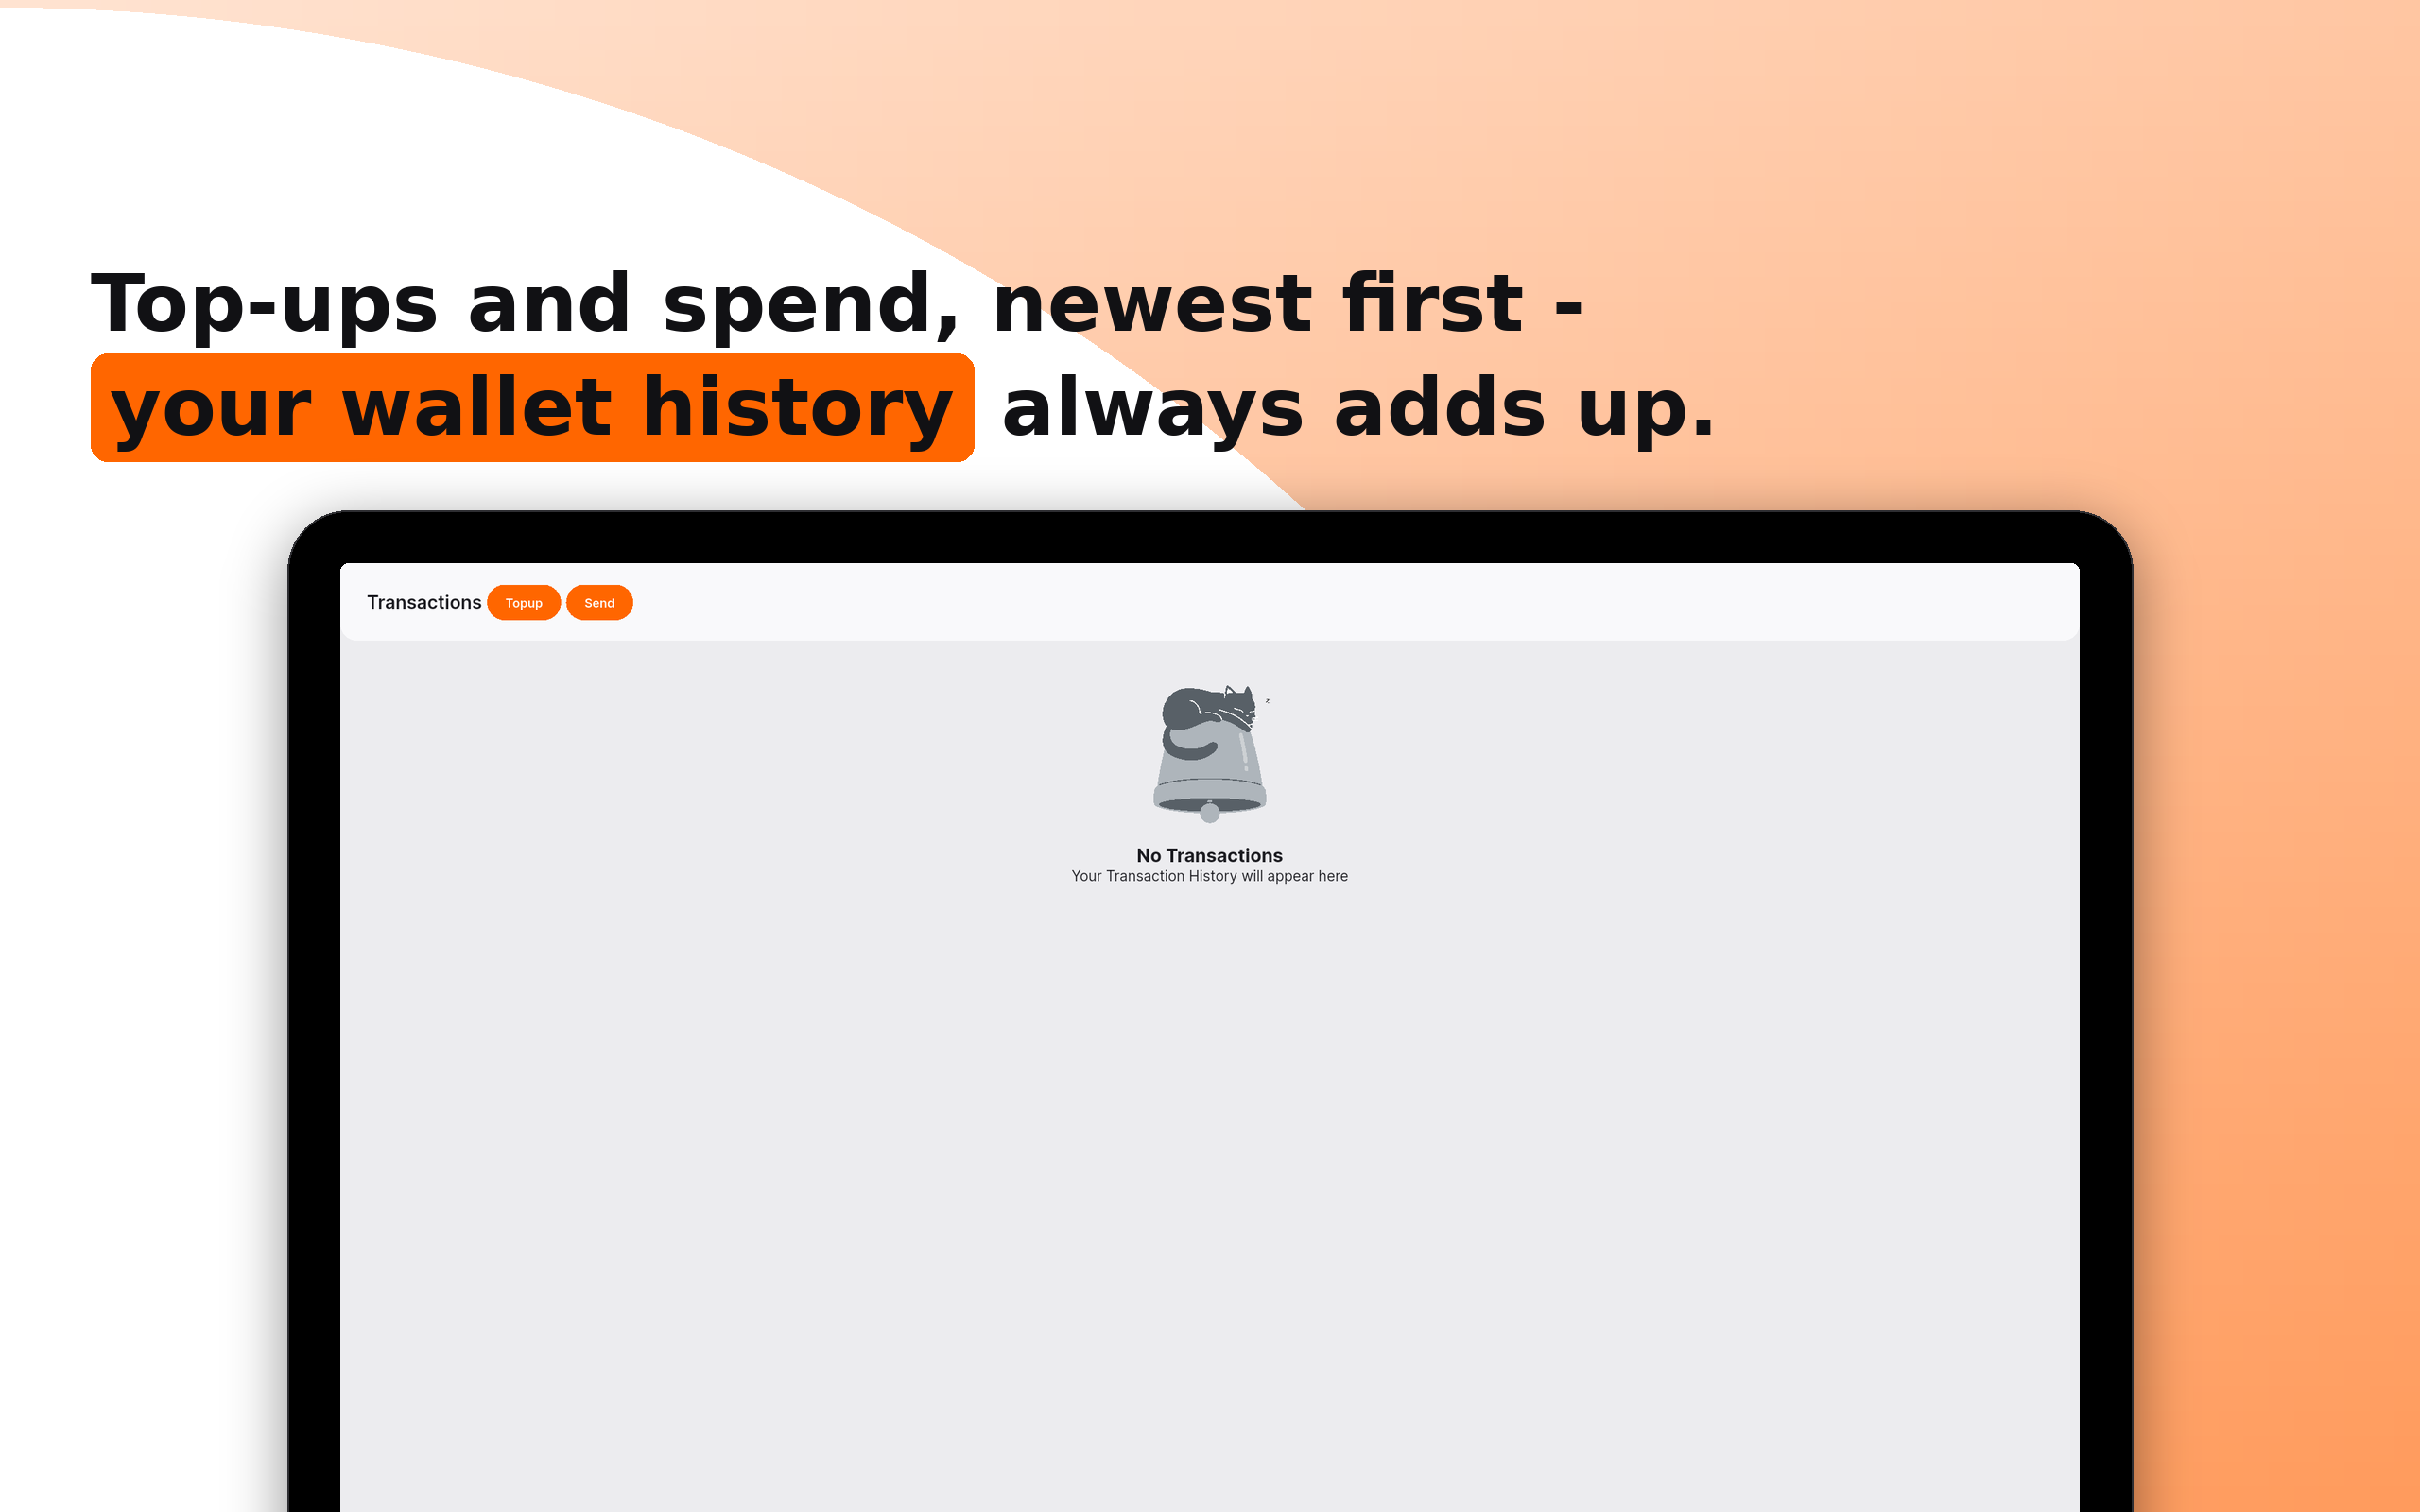 Top-ups and spend, newest first -
your wallet history always adds up.
Transactions Topup Send
z
No Transactions
Your Transaction History will appear here